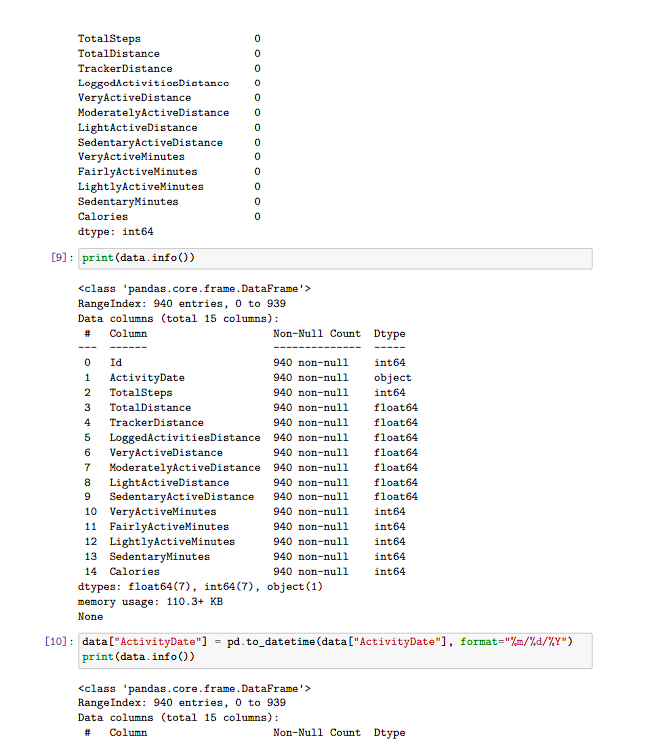 TotalSteps 0
TotalDistance 0
TrackerDistance 0
LoggedActivitiesDistance 0
VeryActiveDistance 0
ModeratelyActiveDistance 0
LightActiveDistance 0
SedentaryActiveDistance 0
VeryActiveMinutes 0
FairlyActiveMinutes 0
LightlyActiveMinutes 0
SedentaryMinutes 0
Calories 0
dtype: int64
[9]: print(data.info())
<class 'pandas.core.frame.DataFrame'>
RangeIndex: 940 entries, 0 to 939
Data columns (total 15 columns):
# Column Non-Null Count Dtype
--- ------ -------------- -----
0 Id 940 non-null int64
1 ActivityDate 940 non-null object
2 TotalSteps 940 non-null int64
3 TotalDistance 940 non-null float64
4 TrackerDistance 940 non-null float64
5 LoggedActivitiesDistance 940 non-null float64
6 VeryActiveDistance 940 non-null float64
7 ModeratelyActiveDistance 940 non-null float64
8 LightActiveDistance 940 non-null float64
9 SedentaryActiveDistance 940 non-null float64
10 VeryActiveMinutes 940 non-null int64
11 FairlyActiveMinutes 940 non-null int64
12 LightlyActiveMinutes 940 non-null int64
13 SedentaryMinutes 940 non-null int64
14 Calories 940 non-null int64
dtypes: float64(7), int64(7), object(1)
memory usage: 110.3+ KB
None
[10]: data["ActivityDate"] = pd.to_datetime(data["ActivityDate"], format="%m/%d/%Y")
print(data.info())
<class 'pandas.core.frame.DataFrame'>
RangeIndex: 940 entries, 0 to 939
Data columns (total 15 columns):
# Column Non-Null Count Dtype